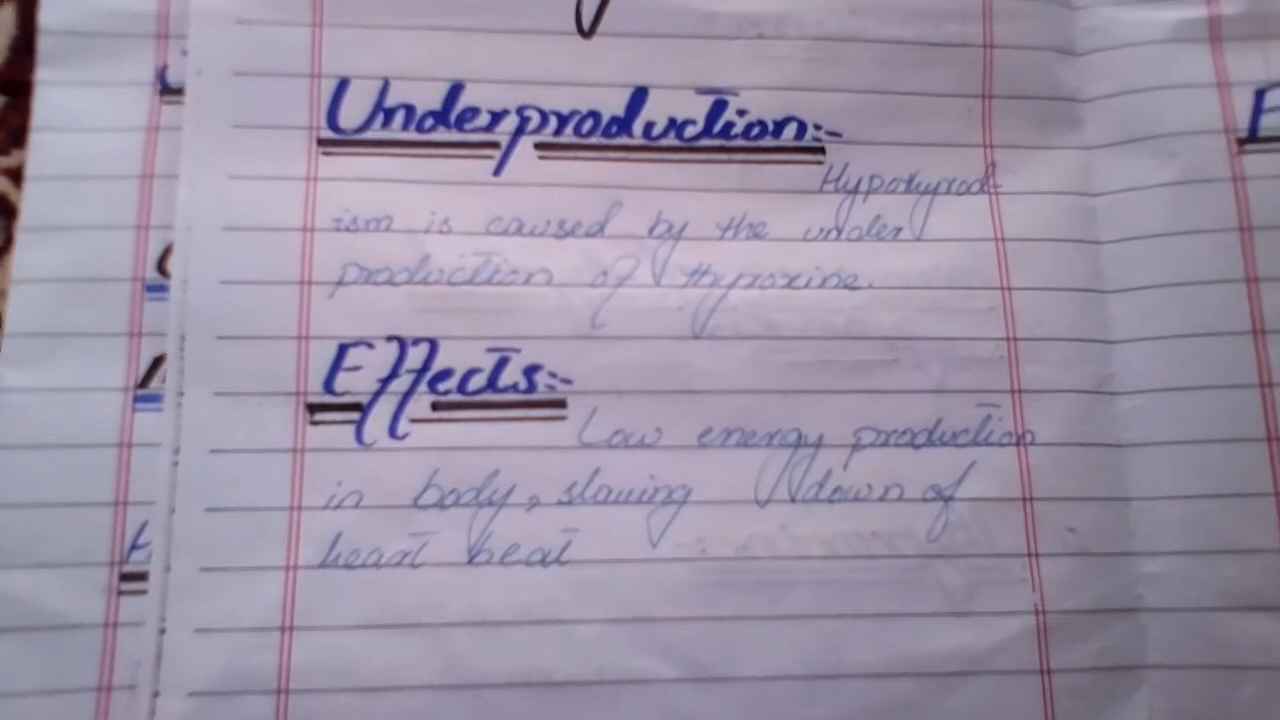 Underproduction:-
Hypothyrod
ism is caused by the under
production of thyroxine.
Effects:-
Low energy production
in body, slowing down of
heart beat